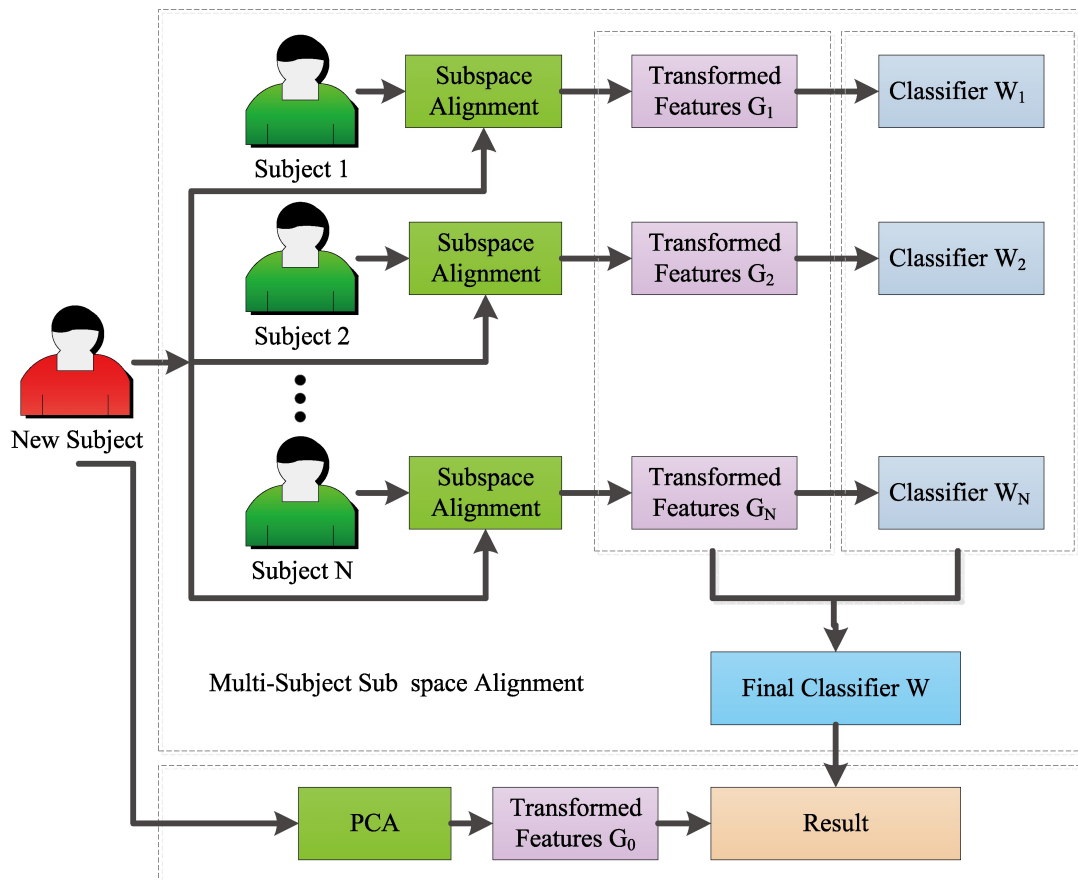 Subspace
Alignment
Transformed
Features G₁
Classifier W₁
Subject 1
Subspace
Alignment
Transformed
Features G₂
Classifier W₂
Subject 2
New Subject
Subspace
Alignment
Transformed
Features G_N
Classifier W_N
Subject N
Multi-Subject Sub space Alignment
Final Classifier W
PCA
Transformed
Features G₀
Result